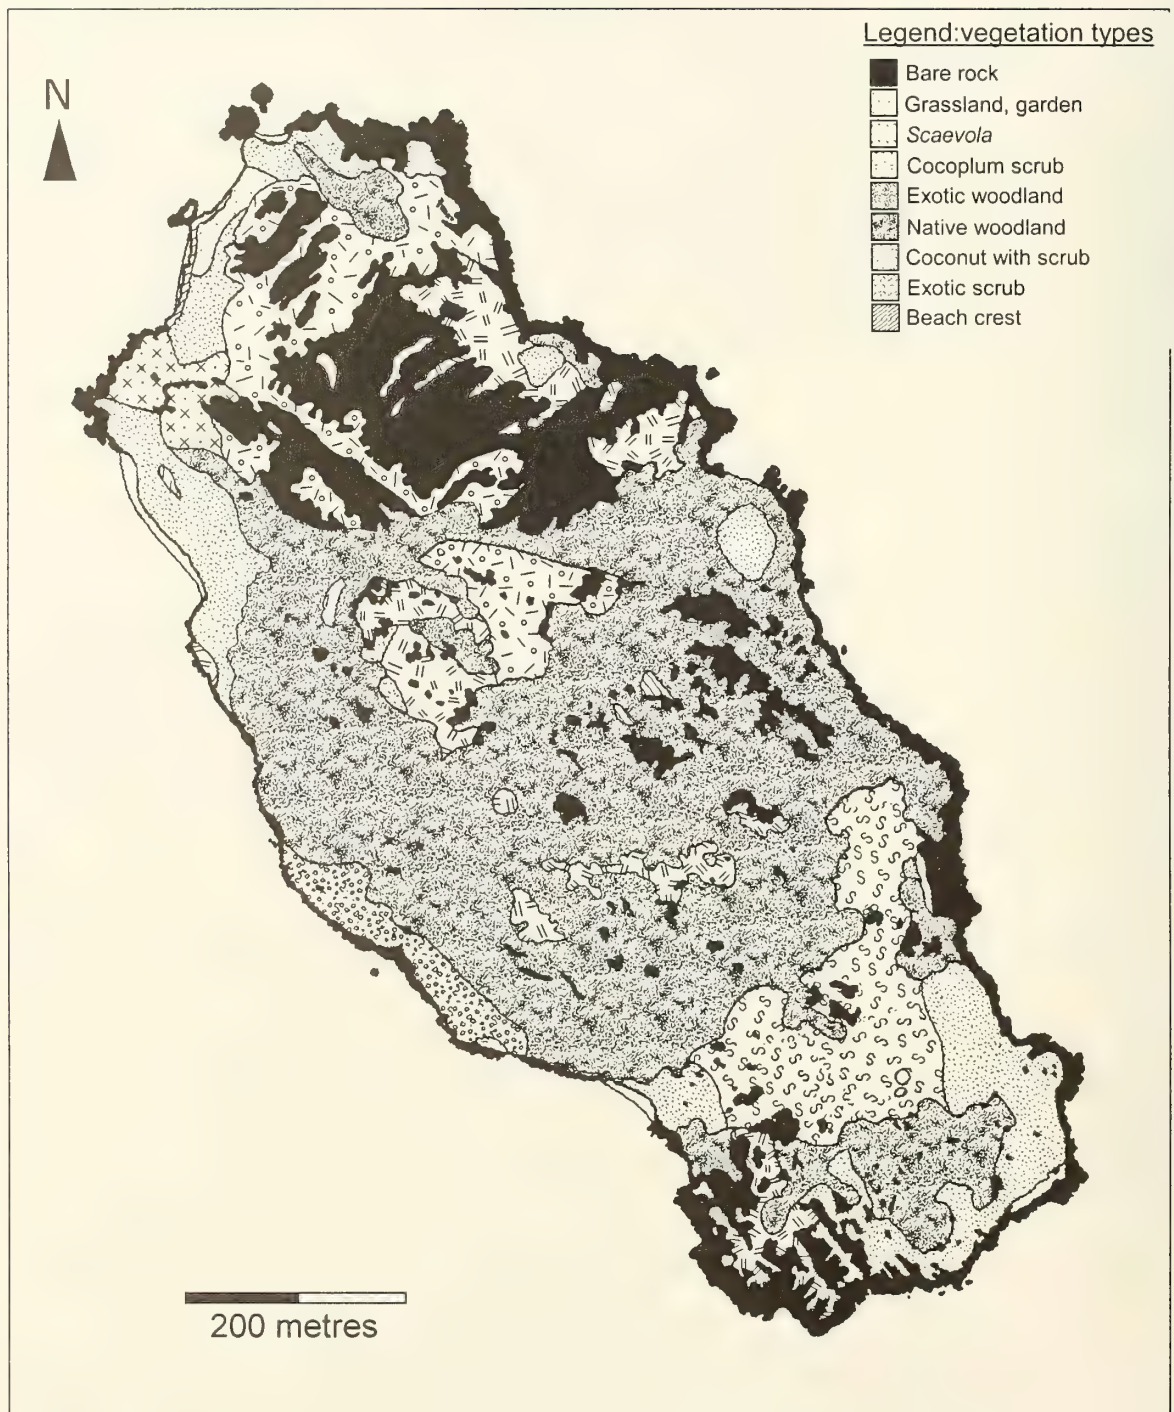 Legend:vegetation types
N
Bare rock
Grassland, garden
Scaevola
Cocoplum scrub
Exotic woodland
Native woodland
Coconut with scrub
Exotic scrub
Beach crest
200 metres